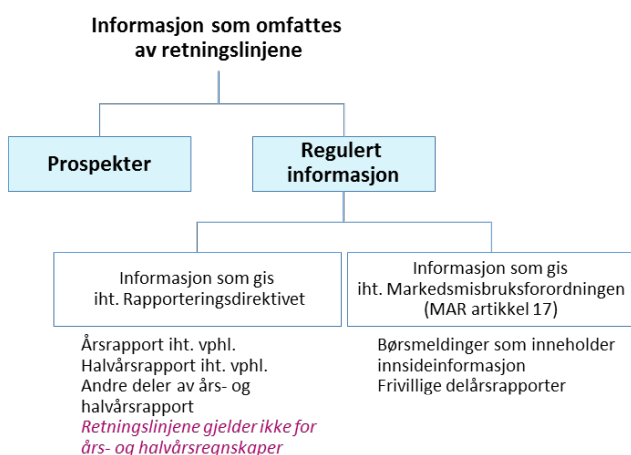 Informasjon som omfattes
av retningslinjene
Prospekter
Regulert
informasjon
Informasjon som gis
iht. Rapporteringsdirektivet
Informasjon som gis
iht. Markedsmisbruksforordningen
(MAR artikkel 17)
Årsrapport iht. vphl.
Halvårsrapport iht. vphl.
Andre deler av års- og
halvårsrapport
Retningslinjene gjelder ikke for
års- og halvårsregnskaper
Børsmeldinger som inneholder
innsideinformasjon
Frivillige delårsrapporter